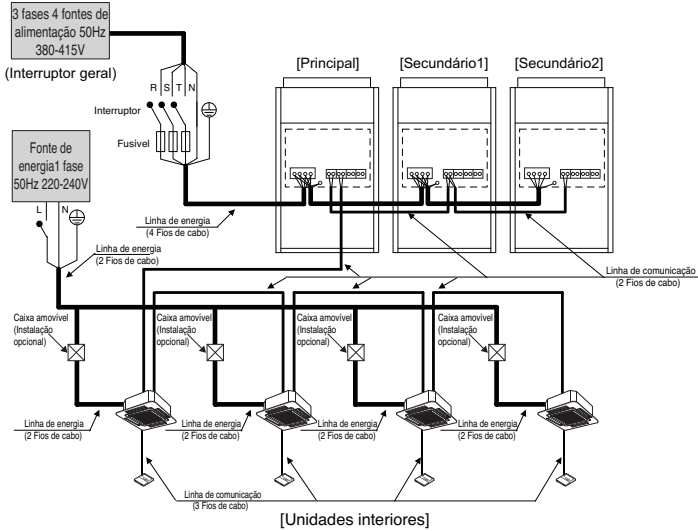 3 fases 4 fontes de
alimentação 50Hz
380-415V
(Interruptor geral)
[Principal]
[Secundário1]
[Secundário2]
R S T N
Interruptor
Fusível
Fonte de
energia1 fase
50Hz 220-240V
L N
Linha de energia
(4 Fios de cabo)
Linha de energia
(2 Fios de cabo)
Linha de comunicação
(2 Fios de cabo)
Caixa amovível
(Instalação
opcional)
Caixa amovível
(Instalação
opcional)
Caixa amovível
(Instalação
opcional)
Caixa amovível
(Instalação
opcional)
Linha de energia
(2 Fios de cabo)
Linha de energia
(2 Fios de cabo)
Linha de energia
(2 Fios de cabo)
Linha de energia
(2 Fios de cabo)
Linha de comunicação
(3 Fios de cabo)
[Unidades interiores]